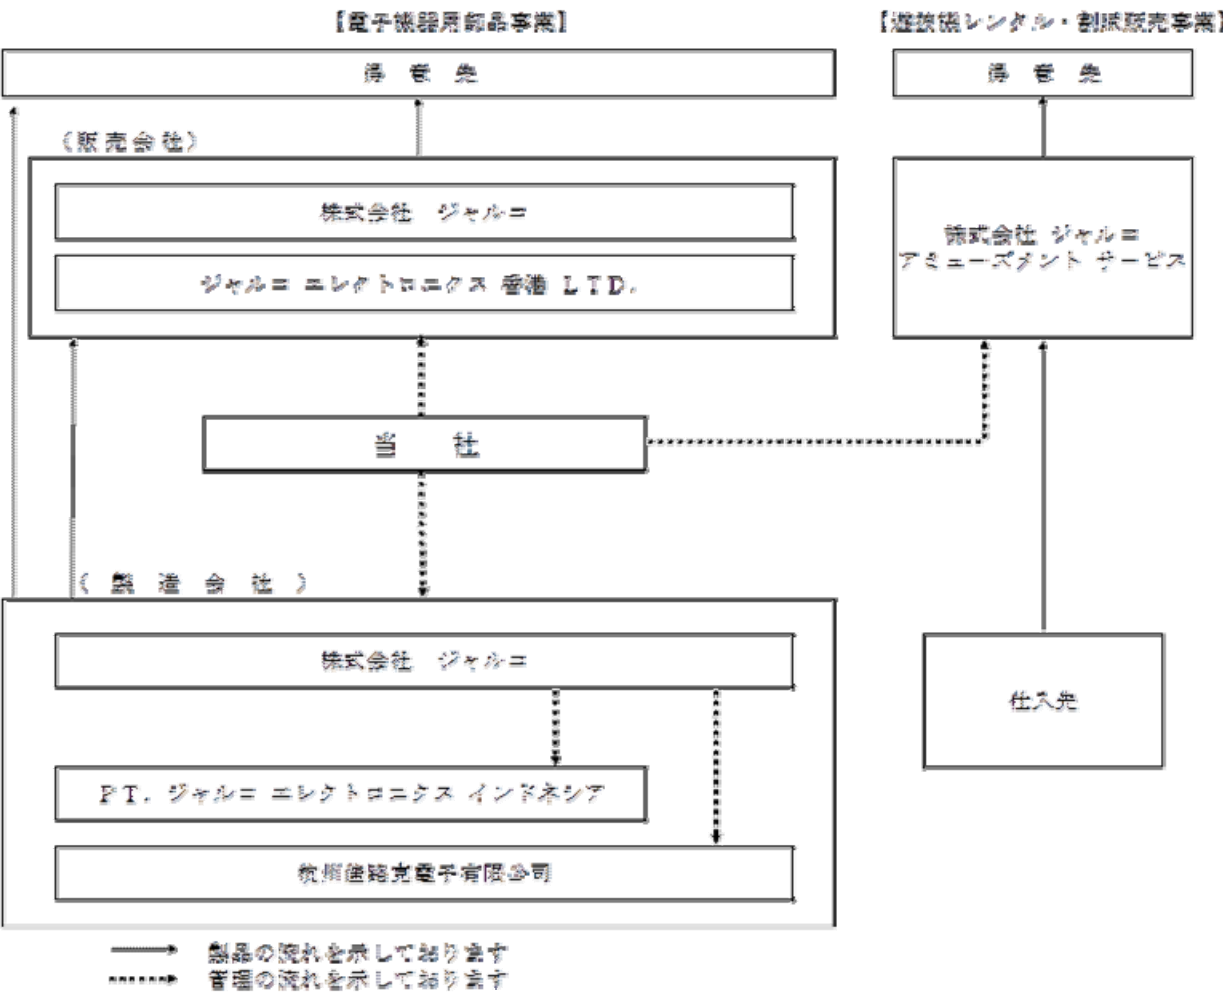 【電子機器用部品事業】
【遊技機レンタル・割賦販売事業】
得 意 先
得 意 先
（販売会社）
株式会社 ジャルコ
ジャルコ エレクトロニクス 香港 ＬＴＤ．
株式会社 ジャルコ
アミューズメント サービス
当 社
（ 製 造 会 社 ）
株式会社 ジャルコ
仕入先
ＰＴ．ジャルコ エレクトロニクス インドネシア
製品の流れを示しております
管理の流れを示しております